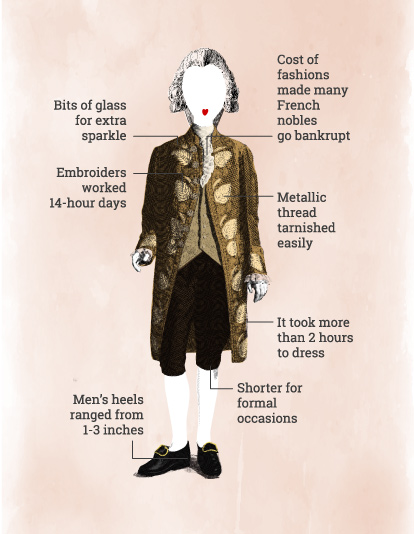 Cost of
fashions
made many
French
nobles
go bankrupt
Bits of glass
for extra
sparkle
Embroiders
worked
14-hour days
Metallic
thread
tarnished
easily
It took more
than 2 hours
to dress
Shorter for
formal
occasions
Men’s heels
ranged from
1-3 inches